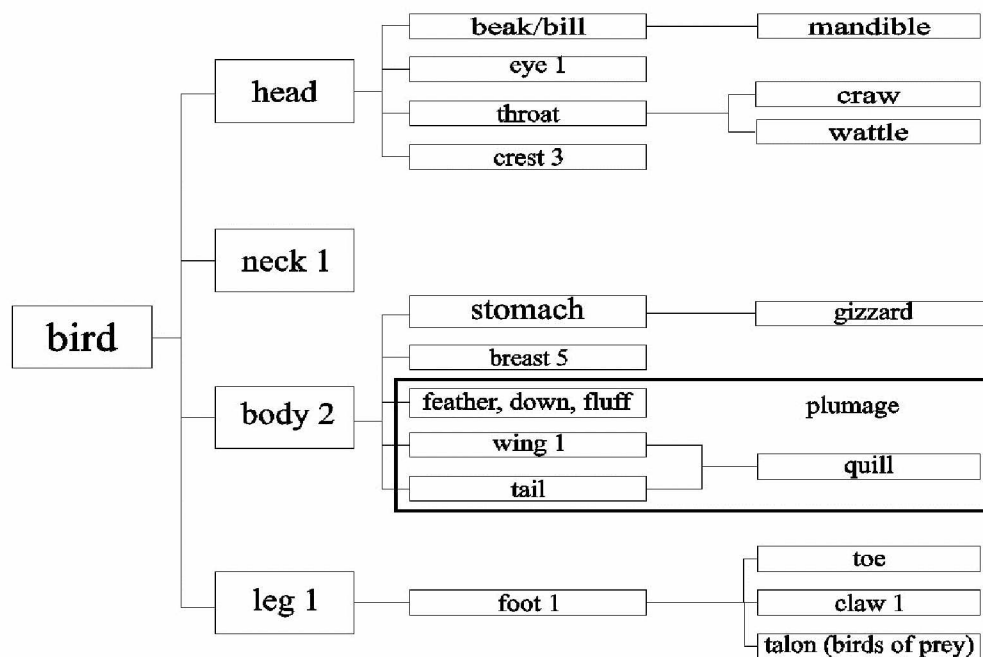 bird
head
beak/bill
mandible
eye 1
throat
craw
wattle
crest 3
neck 1
body 2
stomach
gizzard
breast 5
feather, down, fluff
plumage
wing 1
quill
tail
leg 1
foot 1
toe
claw 1
talon (birds of prey)